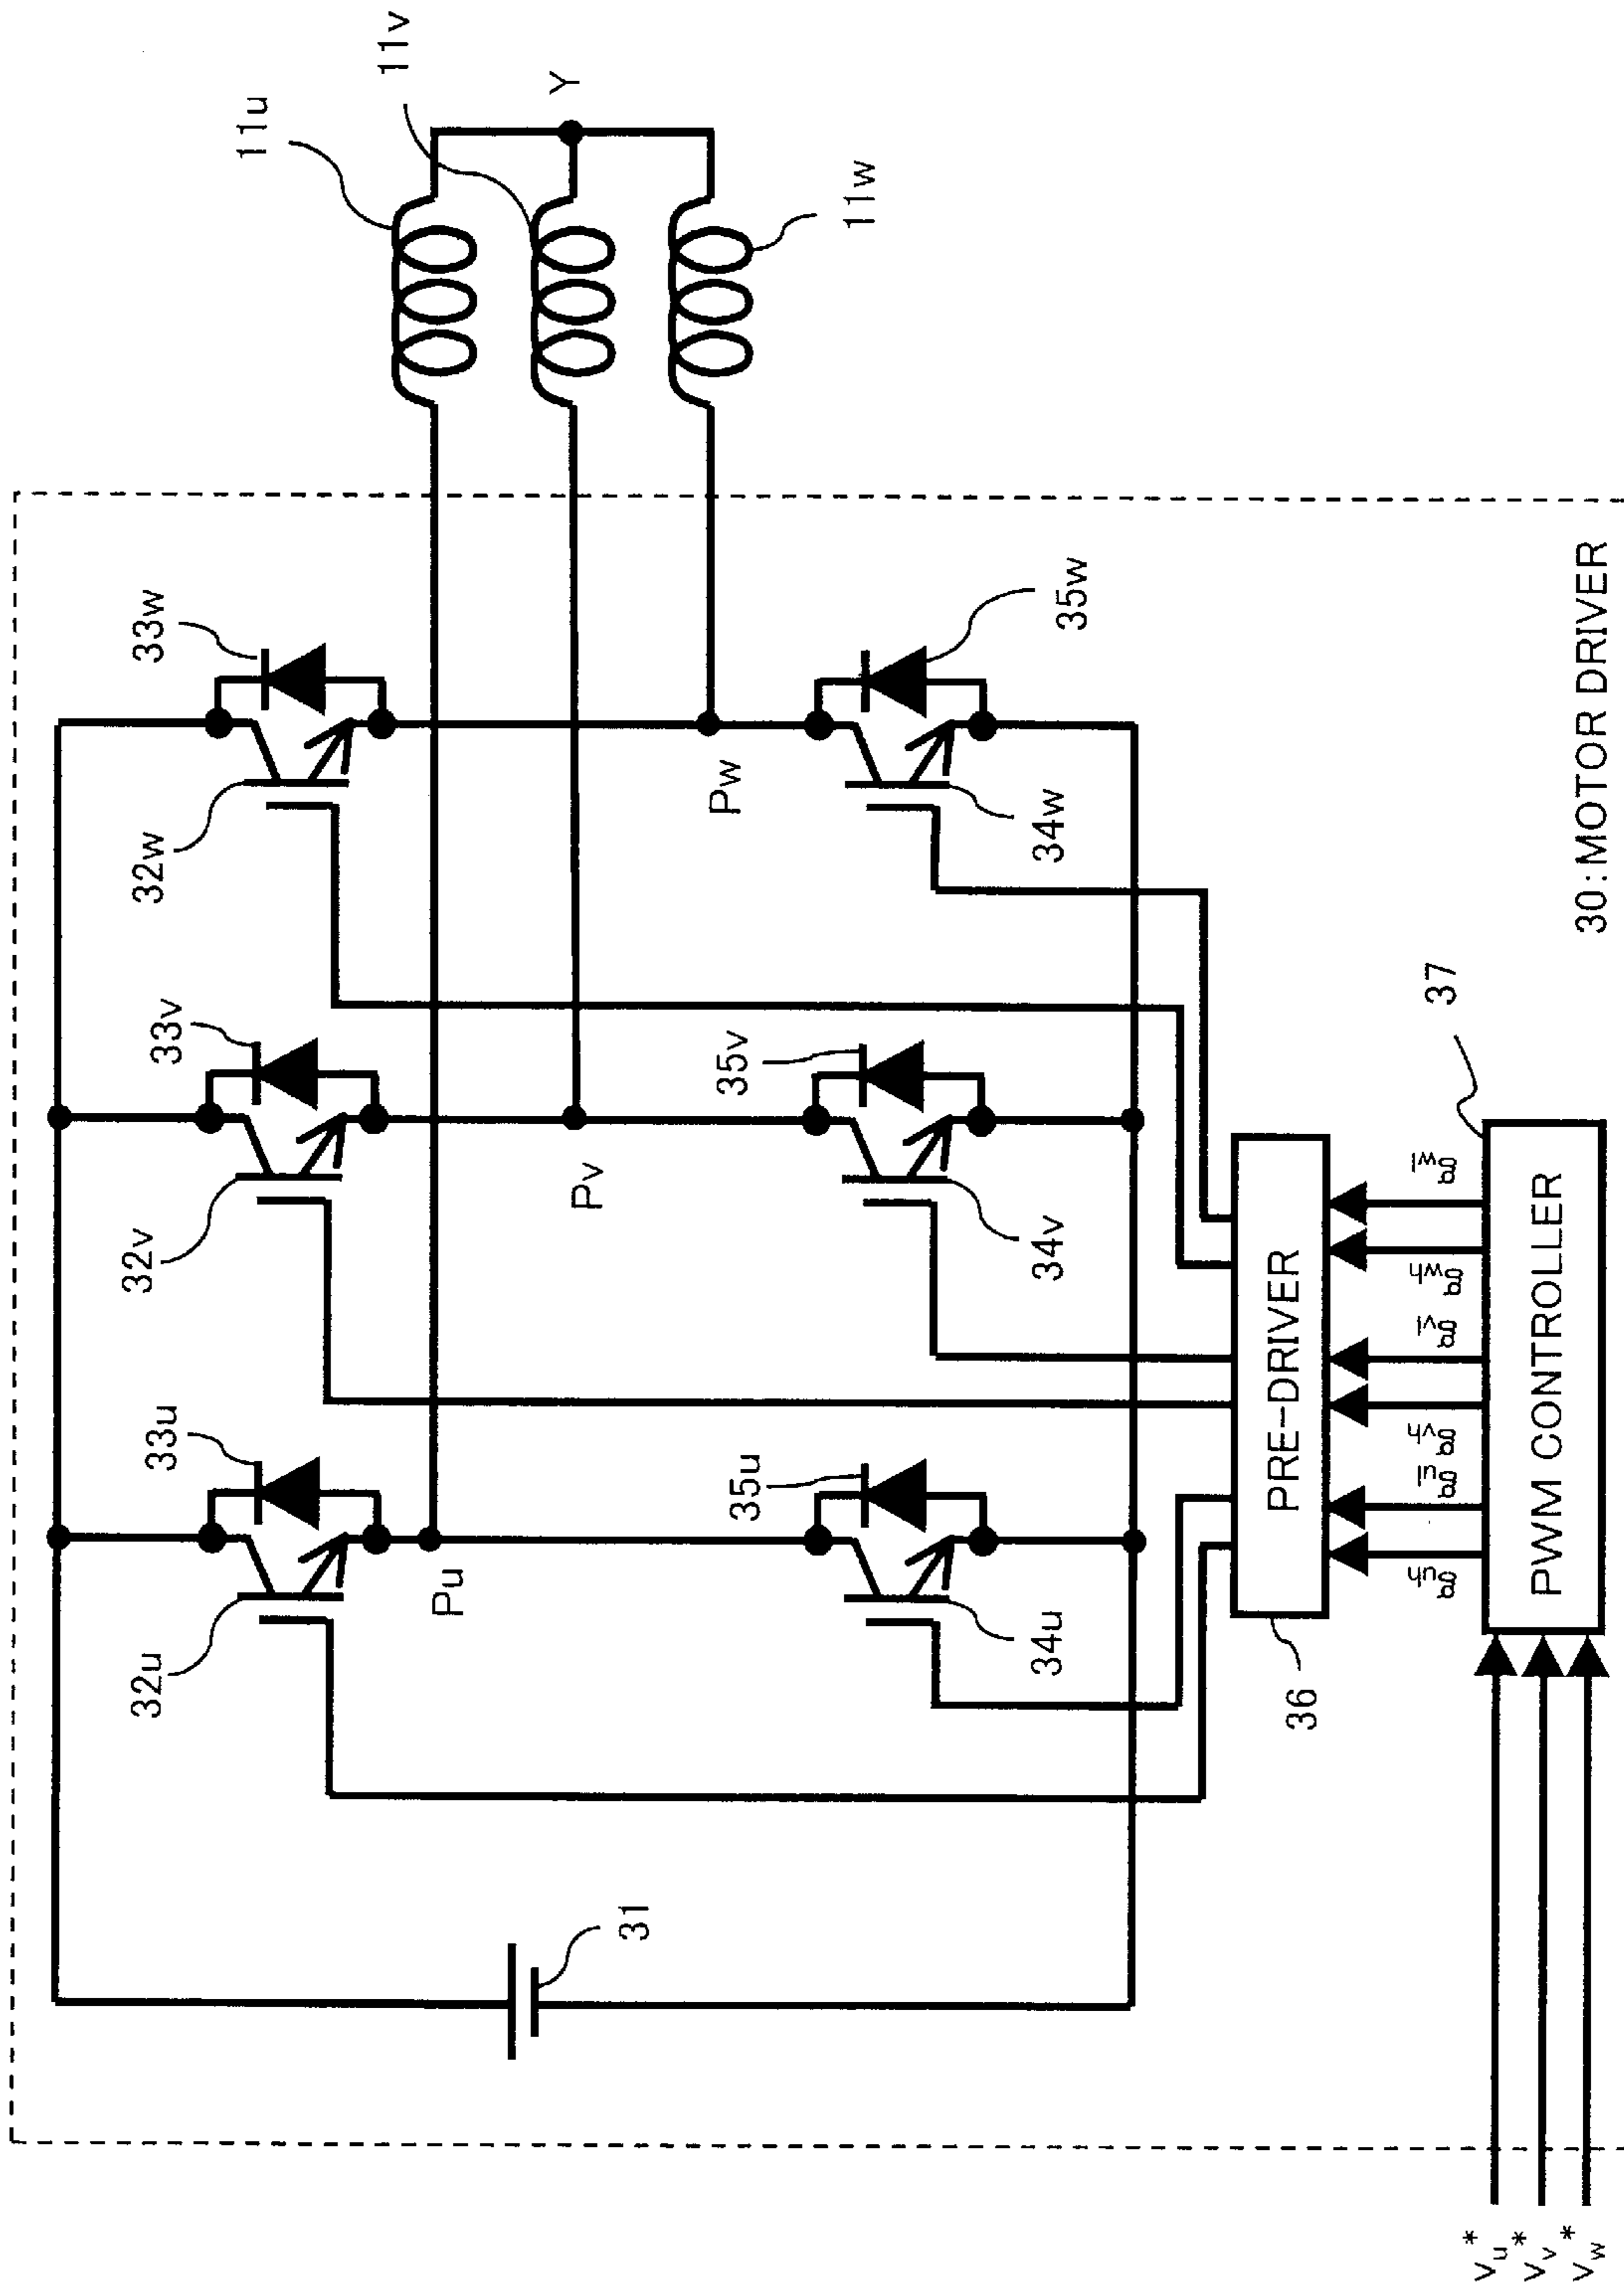 11u
11v
Y
11w
33w
32w
Pw
35w
34w
33v
32v
Pv
35v
34v
33u
32u
Pu
35u
34u
31
PRE-DRIVER
36
guh
gul
gvh
gvl
gwh
gwl
PWM CONTROLLER
37
Vu*
Vv*
Vw*
30:MOTOR DRIVER